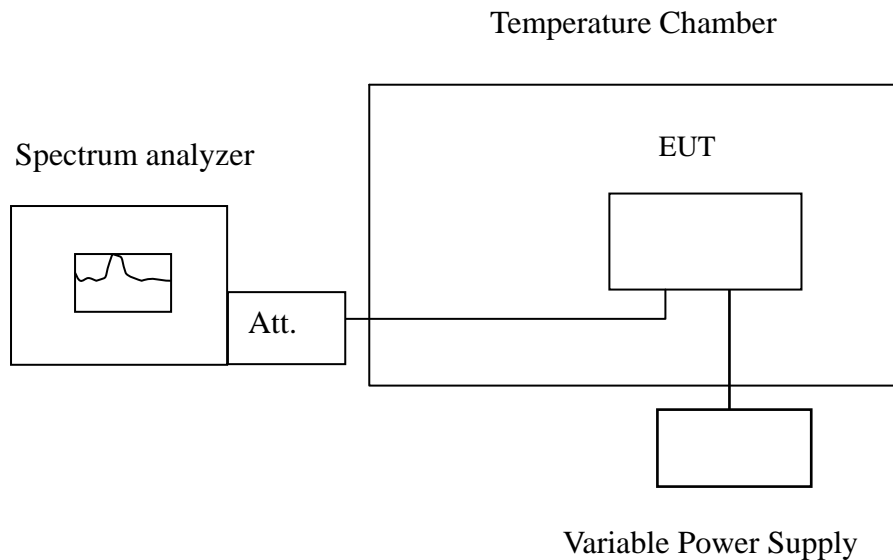 Temperature Chamber
Spectrum analyzer
EUT
Att.
Variable Power Supply